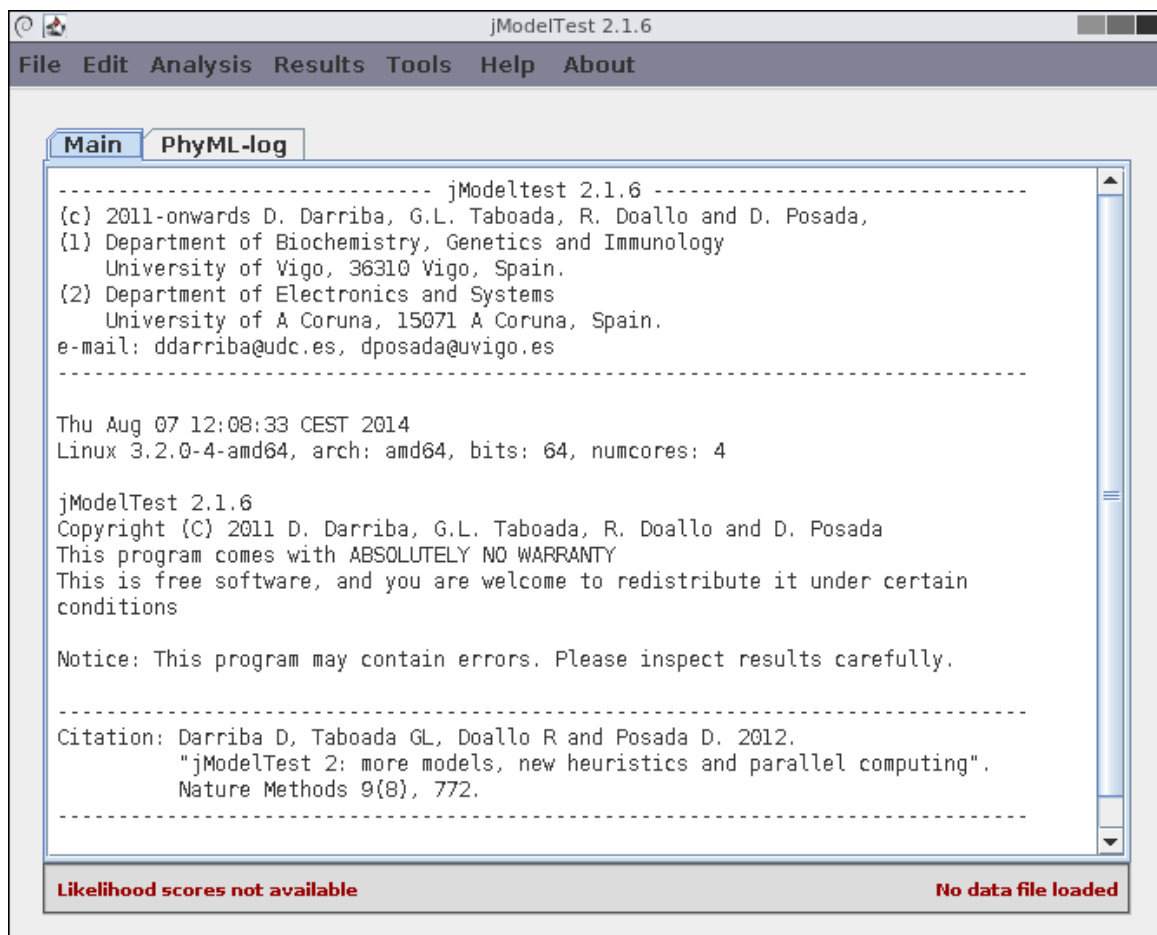 jModelTest 2.1.6
File Edit Analysis Results Tools Help About
Main PhyML-log
-------------------------------- jModeltest 2.1.6 -------------------------------
(c) 2011-onwards D. Darriba, G.L. Taboada, R. Doallo and D. Posada,
(1) Department of Biochemistry, Genetics and Immunology
University of Vigo, 36310 Vigo, Spain.
(2) Department of Electronics and Systems
University of A Coruna, 15071 A Coruna, Spain.
e-mail: ddarriba@udc.es, dposada@uvigo.es
--------------------------------------------------------------------------------
Thu Aug 07 12:08:33 CEST 2014
Linux 3.2.0-4-amd64, arch: amd64, bits: 64, numcores: 4
jModelTest 2.1.6
Copyright (C) 2011 D. Darriba, G.L. Taboada, R. Doallo and D. Posada
This program comes with ABSOLUTELY NO WARRANTY
This is free software, and you are welcome to redistribute it under certain
conditions
Notice: This program may contain errors. Please inspect results carefully.
--------------------------------------------------------------------------------
Citation: Darriba D, Taboada GL, Doallo R and Posada D. 2012.
"jModelTest 2: more models, new heuristics and parallel computing".
Nature Methods 9(8), 772.
--------------------------------------------------------------------------------
Likelihood scores not available No data file loaded